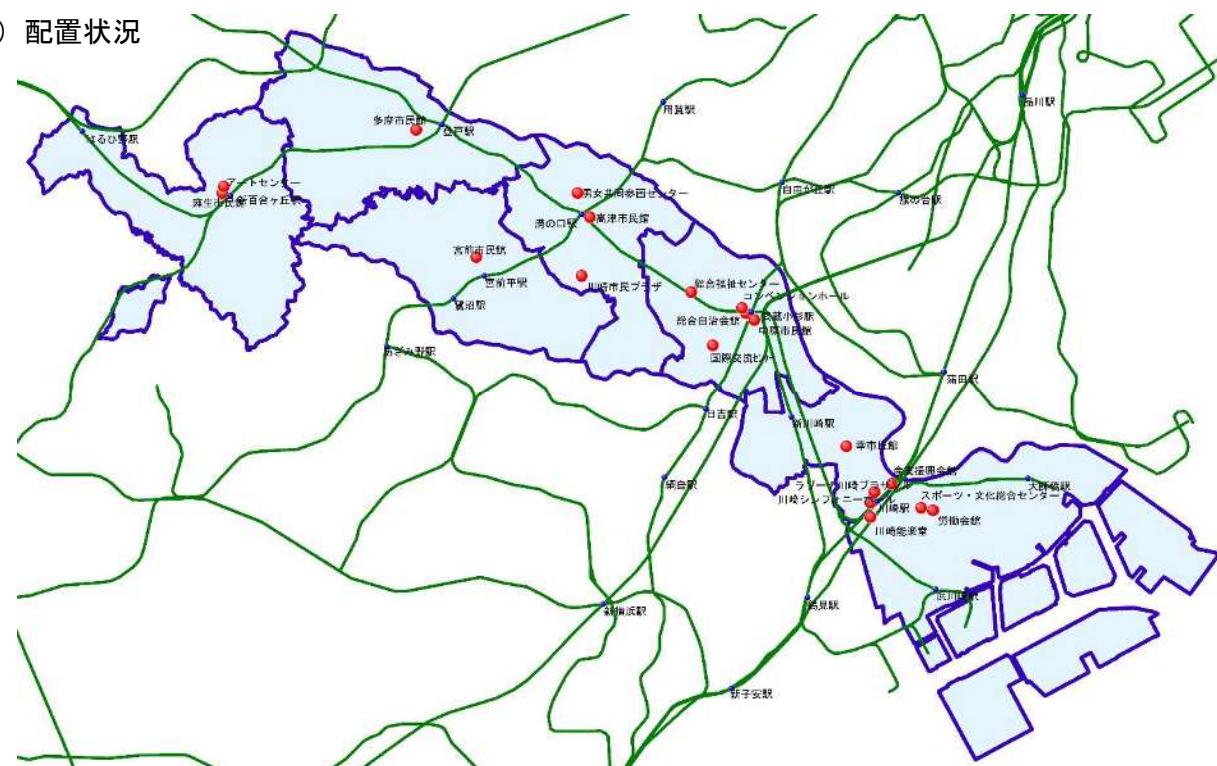 ) 配置状況
品川駅
用賀駅
多摩市民館
登戸駅
はるひ野駅
アートセンター
男女共同参画センター
自由が丘駅
旗の台駅
麻生市民館
新百合ヶ丘駅
溝の口駅
高津市民館
宮前市民館
宮前平駅
川崎市民プラザ
総合福祉センター
鷺沼駅
コンベンションホール
武蔵小杉駅
総合自治会館
中原市民館
国際交流センター
あざみ野駅
蒲田駅
日吉駅
新川崎駅
幸市民館
産業振興会館
綱島駅
ラゾーナ川崎プラザソル
大師橋駅
川崎シンフォニーホール
スポーツ・文化総合センター
川崎駅
労働会館
川崎能楽堂
浜川崎駅
新横浜駅
鶴見駅
新子安駅